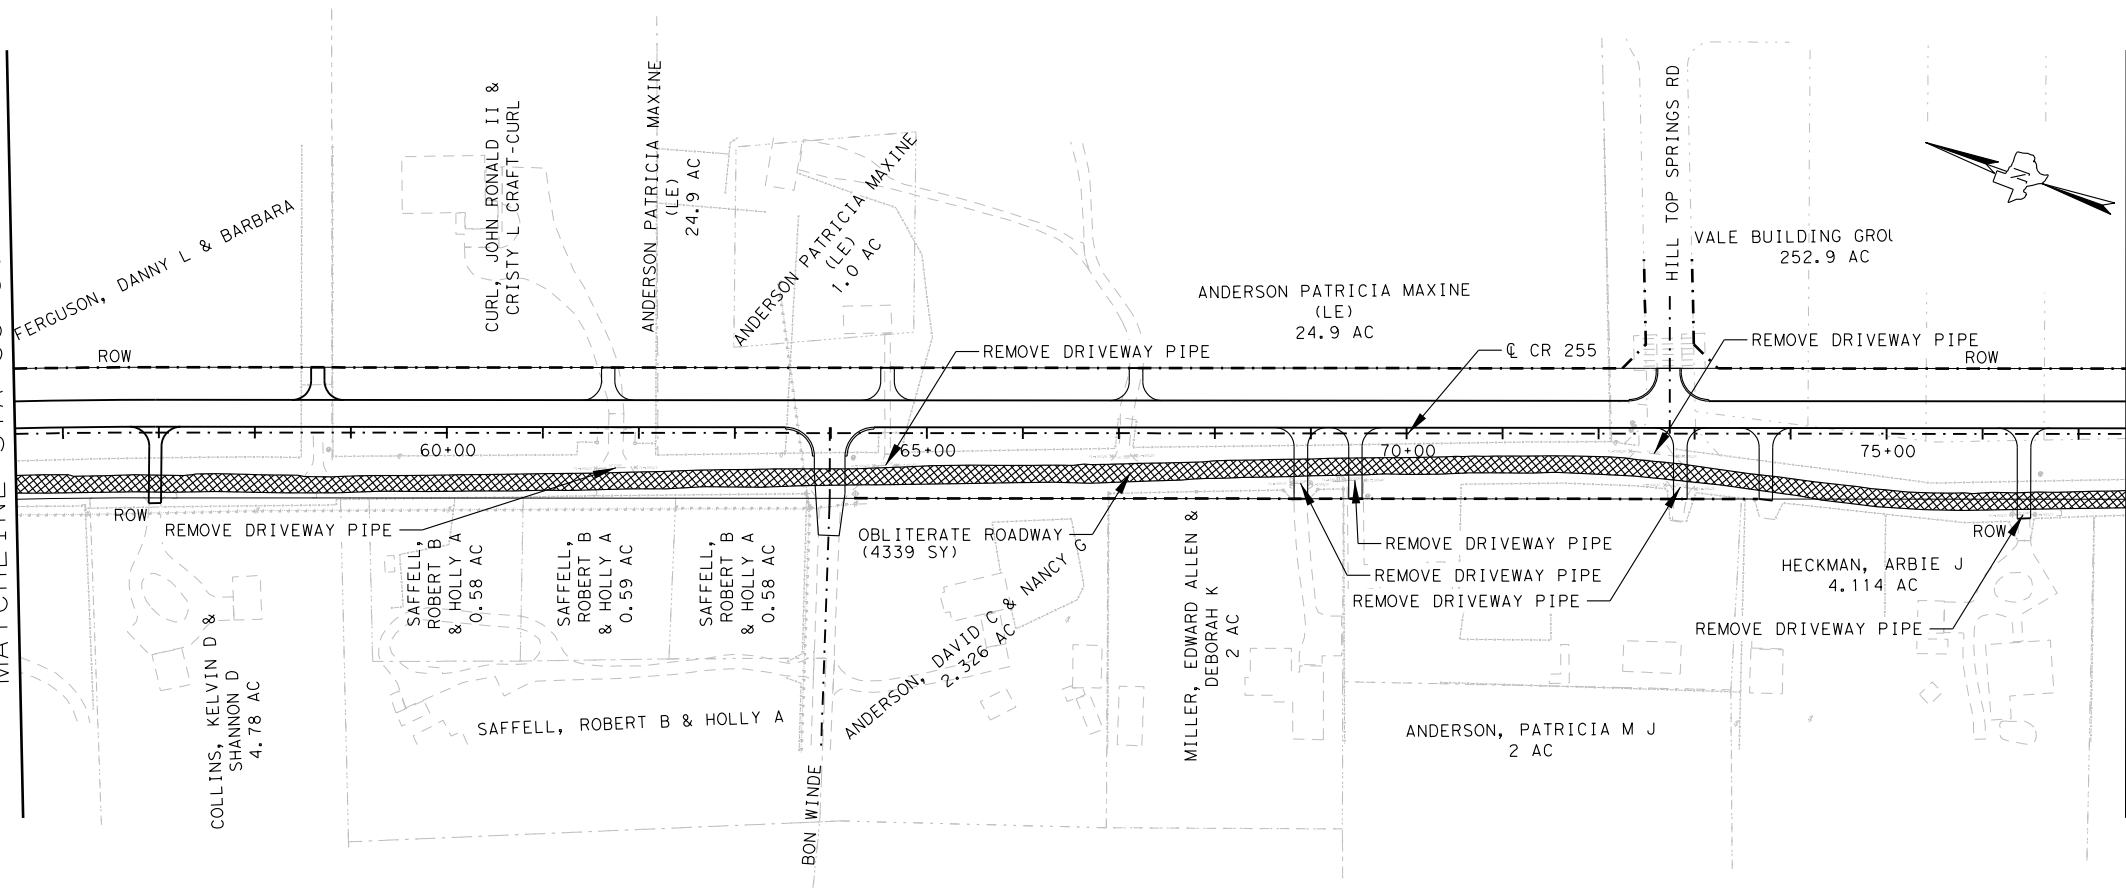 FERGUSON, DANNY L & BARBARA
CURL, JOHN RONALD II &
CRISTY L CRAFT-CURL
ANDERSON PATRICIA MAXINE
(LE)
24.9 AC
ANDERSON PATRICIA MAXINE
(LE)
1.0 AC
ANDERSON PATRICIA MAXINE
(LE)
24.9 AC
HILL TOP SPRINGS RD
VALE BUILDING GROU
252.9 AC
N
ROW
REMOVE DRIVEWAY PIPE
℄ CR 255
REMOVE DRIVEWAY PIPE
ROW
60+00
65+00
70+00
75+00
ROW
REMOVE DRIVEWAY PIPE
OBLITERATE ROADWAY
(4339 SY)
REMOVE DRIVEWAY PIPE
REMOVE DRIVEWAY PIPE
REMOVE DRIVEWAY PIPE
ROW
HECKMAN, ARBIE J
4.114 AC
REMOVE DRIVEWAY PIPE
COLLINS, KELVIN D &
SHANNON D
4.78 AC
SAFFELL,
ROBERT B
& HOLLY A
0.58 AC
SAFFELL,
ROBERT B
& HOLLY A
0.59 AC
SAFFELL,
ROBERT B
& HOLLY A
0.58 AC
SAFFELL, ROBERT B & HOLLY A
BON WINDE
ANDERSON, DAVID C & NANCY G
2.326 AC
MILLER, EDWARD ALLEN &
DEBORAH K
2 AC
ANDERSON, PATRICIA M J
2 AC